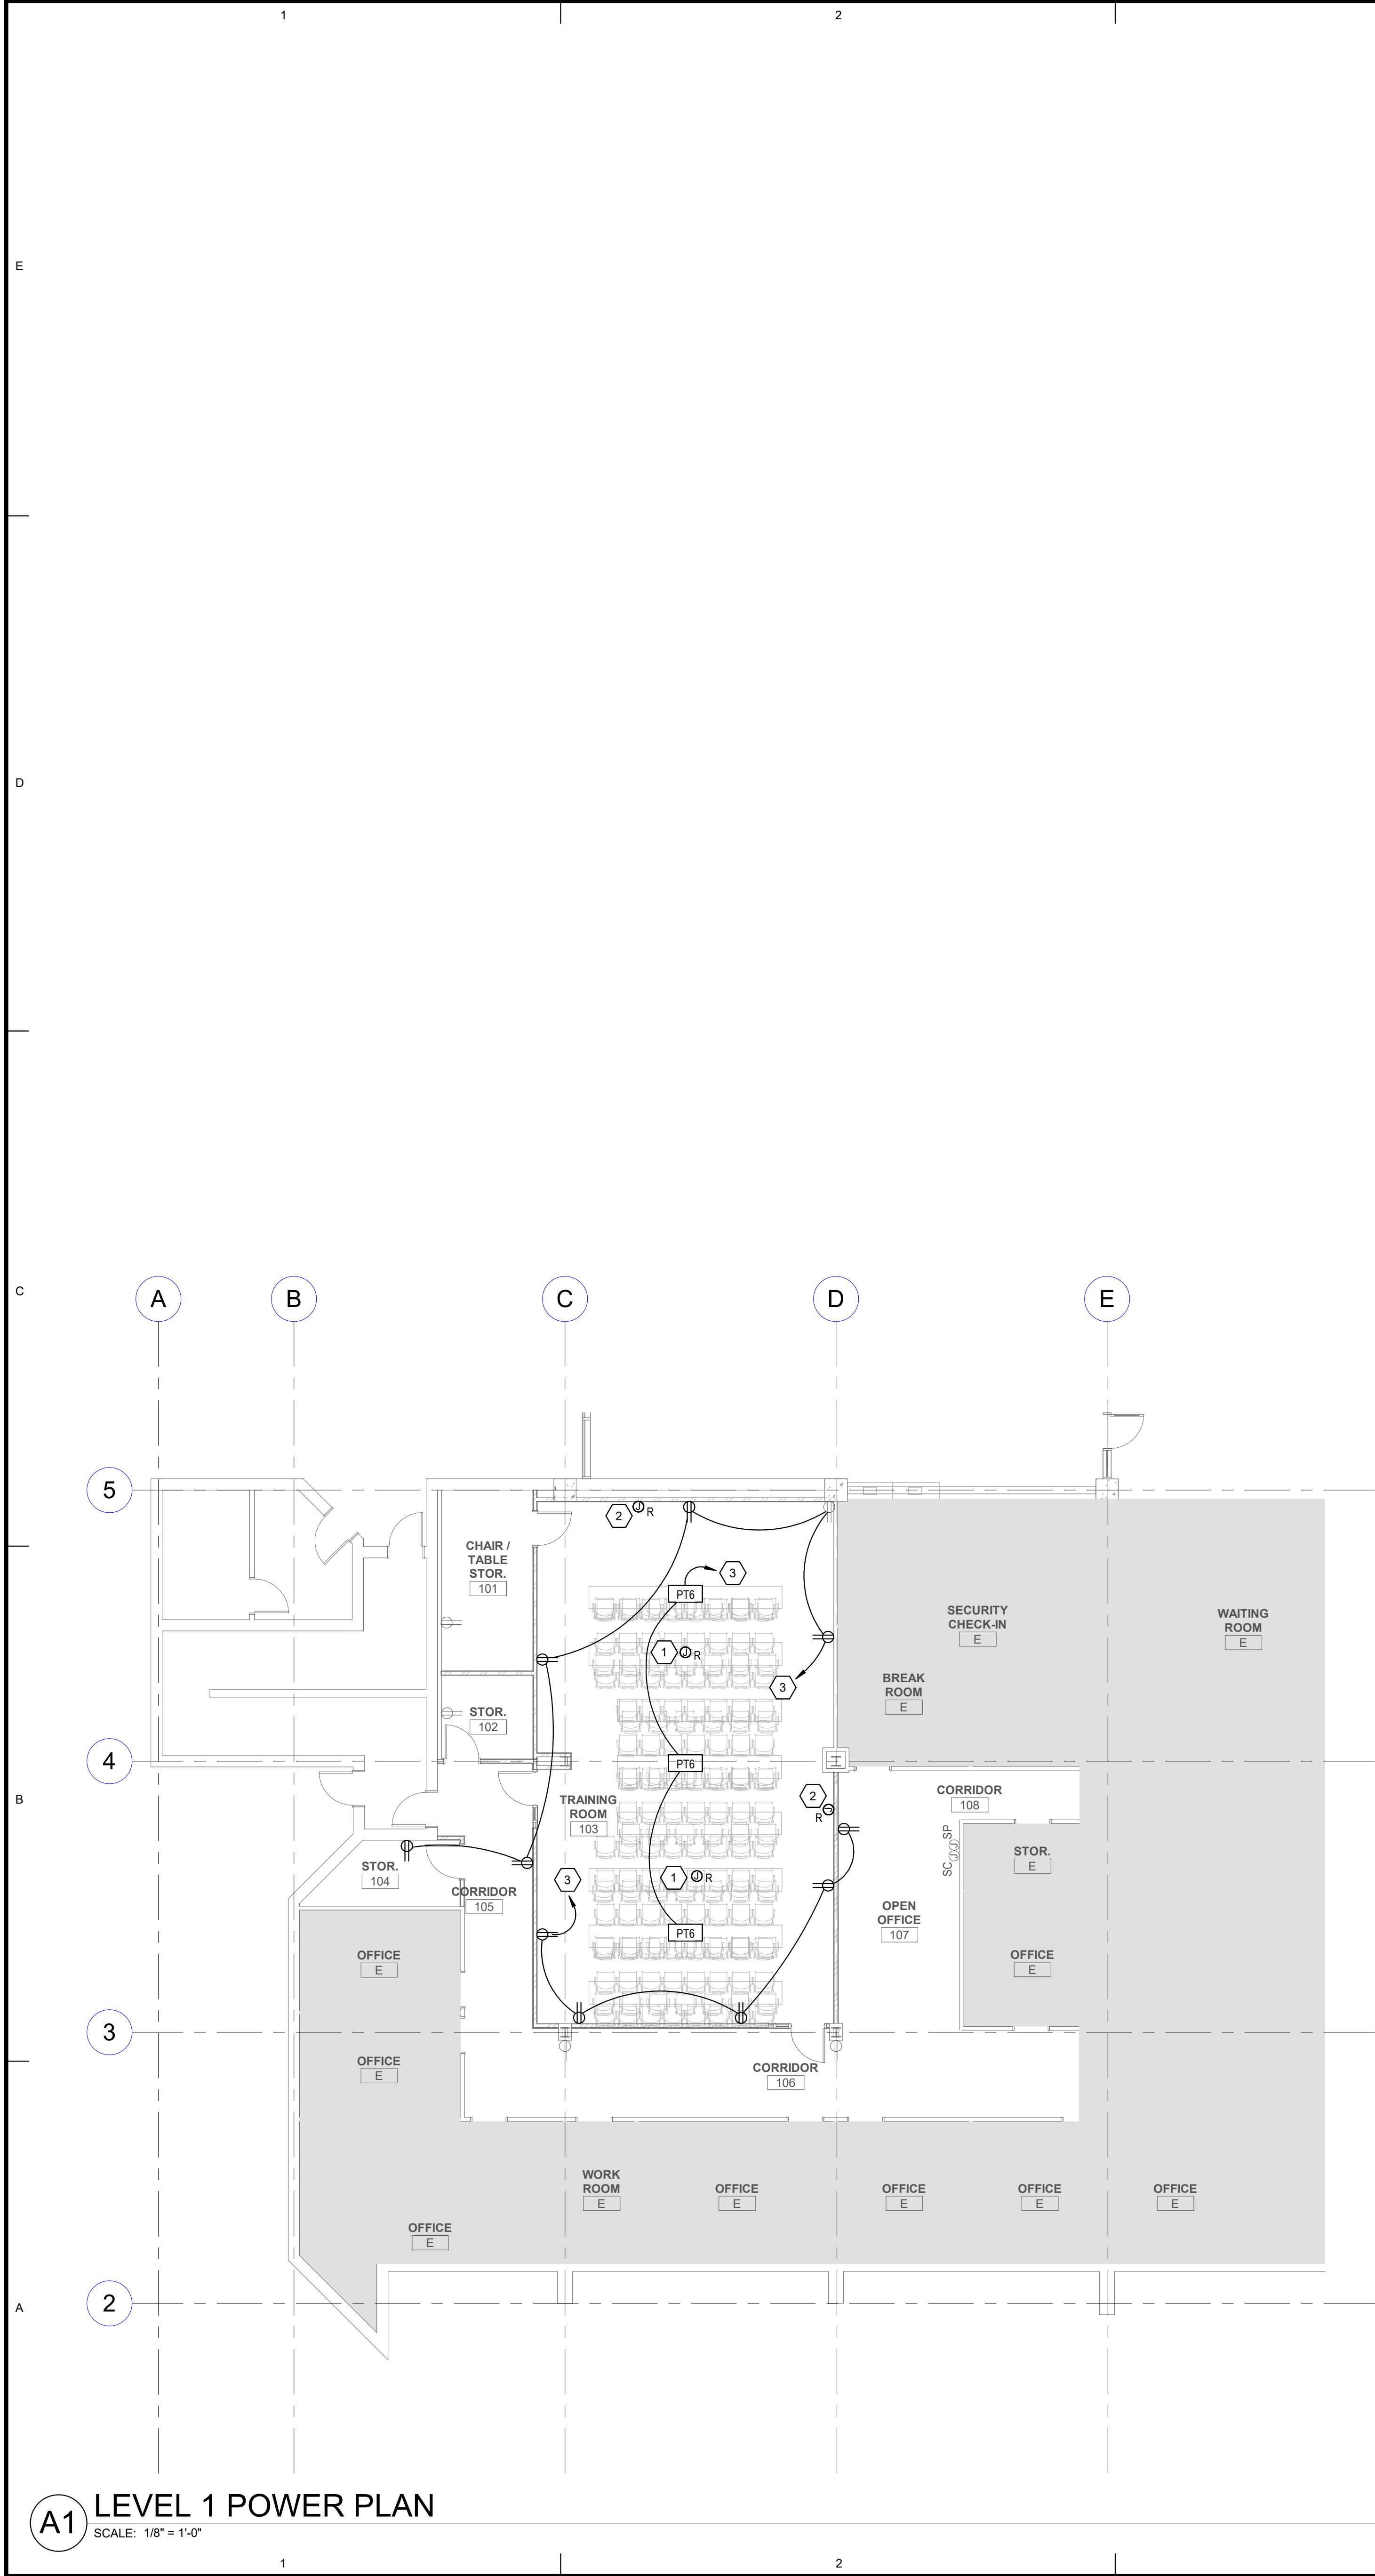 1
2
E
D
C
A
B
C
D
E
5
2
J
R
CHAIR /
TABLE
STOR.
101
3
PT6
SECURITY
CHECK-IN
E
WAITING
ROOM
E
1
J
R
BREAK
ROOM
E
3
STOR.
102
4
PT6
CORRIDOR
108
B
TRAINING
ROOM
103
2
J
R
SP
J
J
SC
STOR.
E
STOR.
104
1
J
R
3
CORRIDOR
105
OPEN
OFFICE
107
PT6
OFFICE
E
OFFICE
E
3
OFFICE
E
CORRIDOR
106
WORK
ROOM
E
OFFICE
E
OFFICE
E
OFFICE
E
OFFICE
E
OFFICE
E
2
A
A1
LEVEL 1 POWER PLAN
SCALE: 1/8" = 1'-0"
1
2